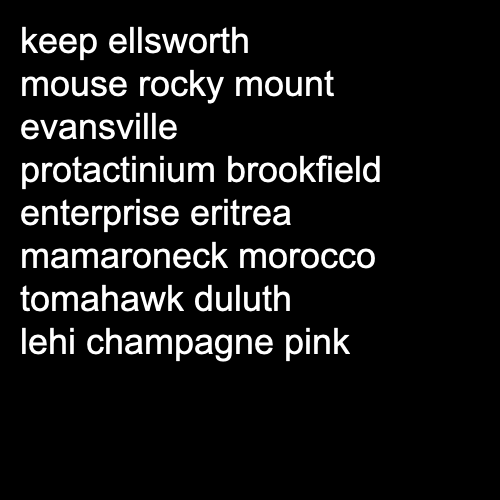 keep ellsworth
mouse rocky mount
evansville
protactinium brookfield
enterprise eritrea
mamaroneck morocco
tomahawk duluth
lehi champagne pink